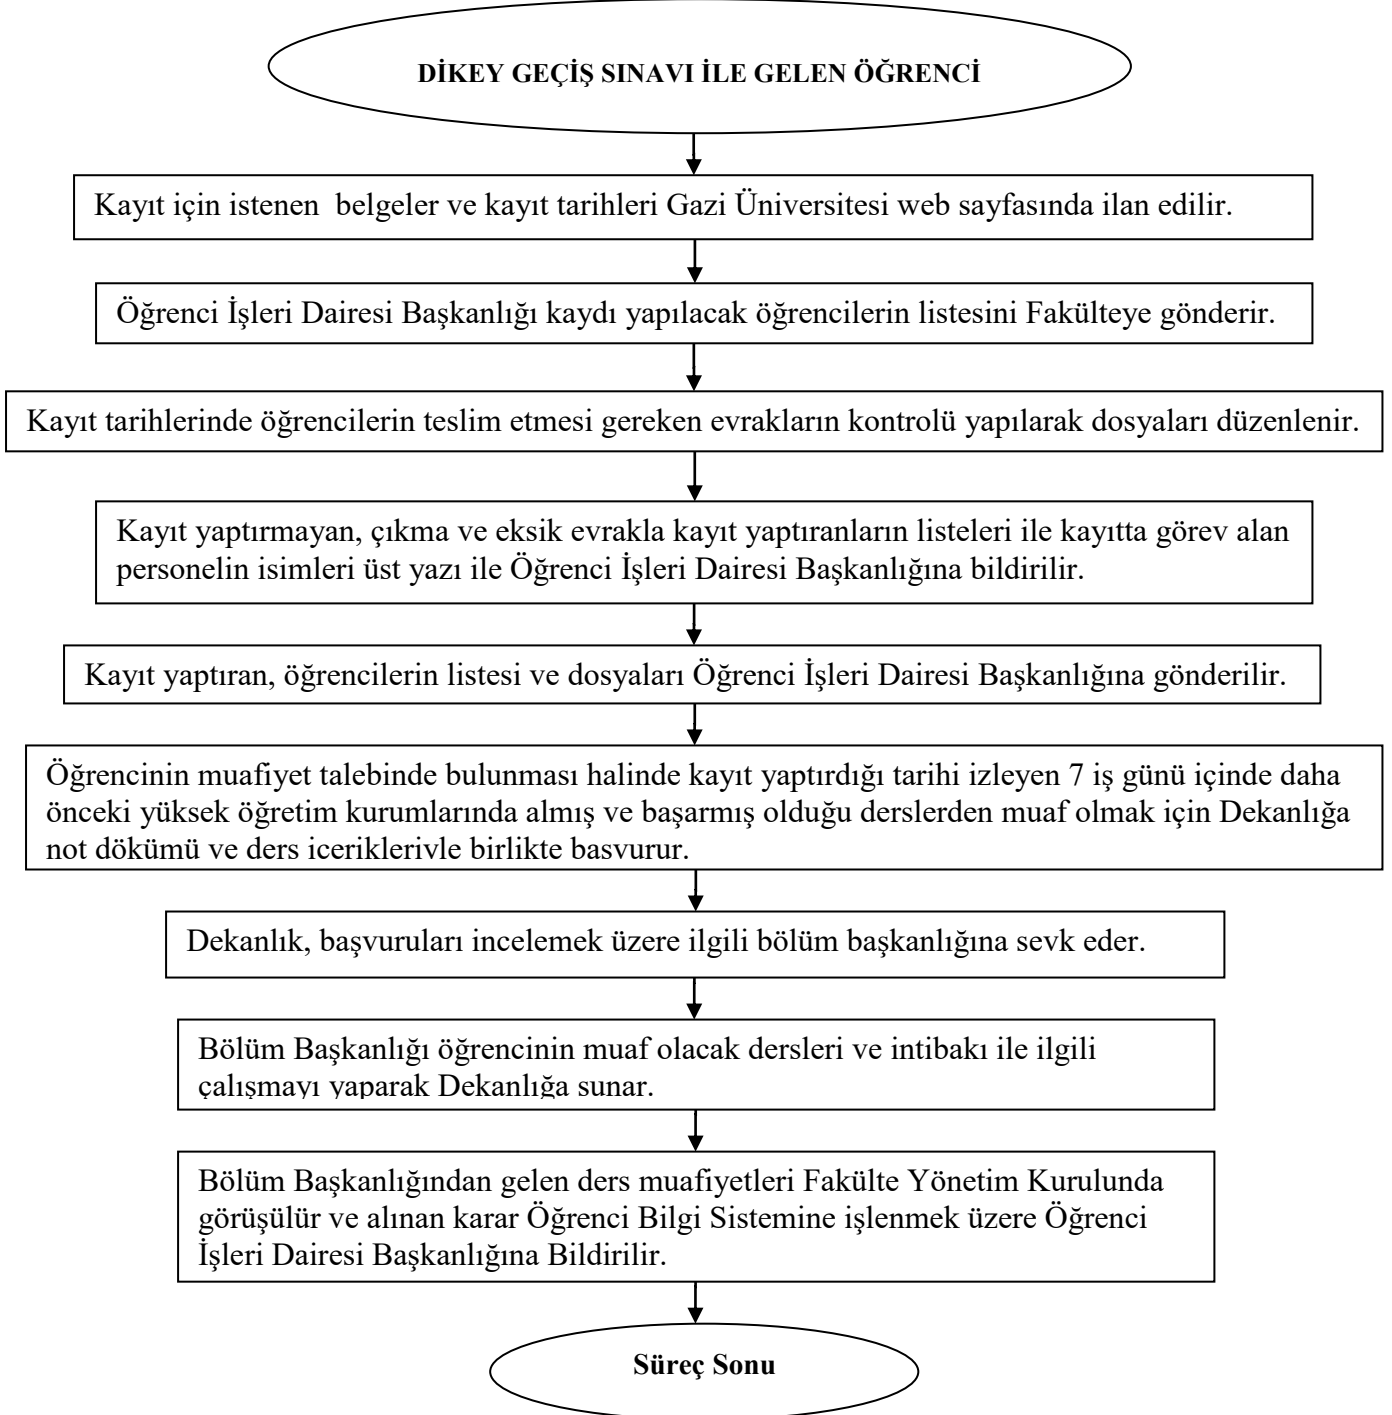 DİKEY GEÇİŞ SINAVI İLE GELEN ÖĞRENCİ
Kayıt için istenen  belgeler ve kayıt tarihleri Gazi Üniversitesi web sayfasında ilan edilir.
Öğrenci İşleri Dairesi Başkanlığı kaydı yapılacak öğrencilerin listesini Fakülteye gönderir.
Kayıt tarihlerinde öğrencilerin teslim etmesi gereken evrakların kontrolü yapılarak dosyaları düzenlenir.
Kayıt yaptırmayan, çıkma ve eksik evrakla kayıt yaptıranların listeleri ile kayıtta görev alan
personelin isimleri üst yazı ile Öğrenci İşleri Dairesi Başkanlığına bildirilir.
Kayıt yaptıran, öğrencilerin listesi ve dosyaları Öğrenci İşleri Dairesi Başkanlığına gönderilir.
Öğrencinin muafiyet talebinde bulunması halinde kayıt yaptırdığı tarihi izleyen 7 iş günü içinde daha
önceki yüksek öğretim kurumlarında almış ve başarmış olduğu derslerden muaf olmak için Dekanlığa
not dökümü ve ders içerikleriyle birlikte başvurur.
Dekanlık, başvuruları incelemek üzere ilgili bölüm başkanlığına sevk eder.
Bölüm Başkanlığı öğrencinin muaf olacak dersleri ve intibakı ile ilgili
çalışmayı yaparak Dekanlığa sunar.
Bölüm Başkanlığından gelen ders muafiyetleri Fakülte Yönetim Kurulunda
görüşülür ve alınan karar Öğrenci Bilgi Sistemine işlenmek üzere Öğrenci
İşleri Dairesi Başkanlığına Bildirilir.
Süreç Sonu